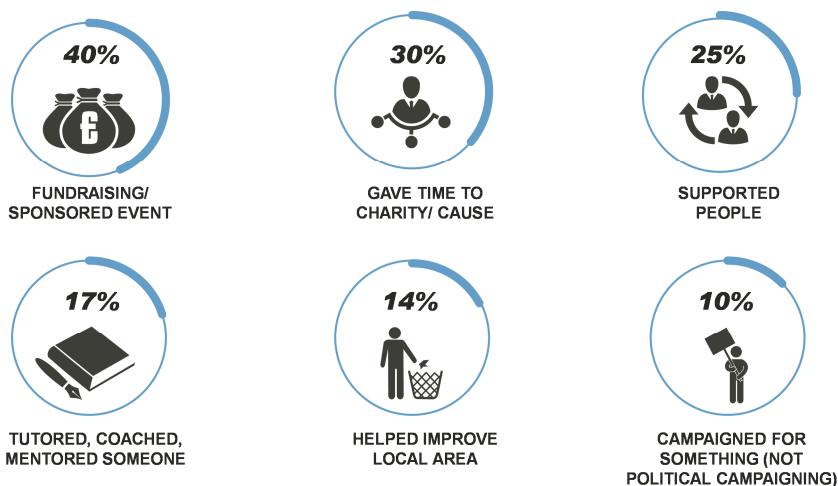 40%
£
FUNDRAISING/
SPONSORED EVENT
30%
GAVE TIME TO
CHARITY/ CAUSE
25%
SUPPORTED
PEOPLE
17%
TUTORED, COACHED,
MENTORED SOMEONE
14%
HELPED IMPROVE
LOCAL AREA
10%
CAMPAIGNED FOR
SOMETHING (NOT
POLITICAL CAMPAIGNING)